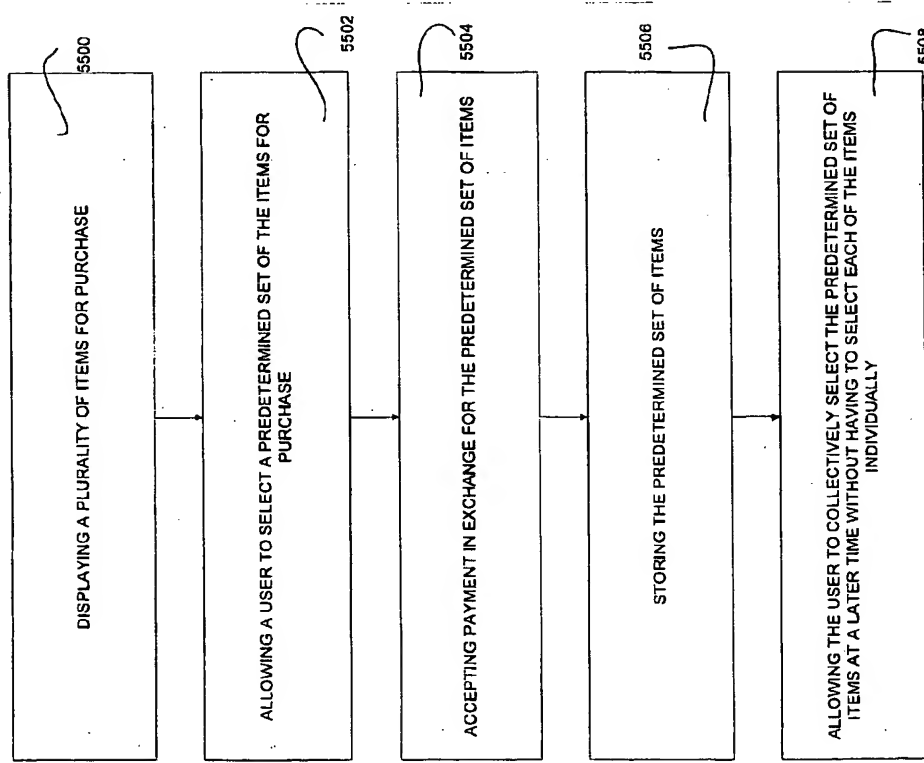 5500
DISPLAYING A PLURALITY OF ITEMS FOR PURCHASE
5502
ALLOWING A USER TO SELECT A PREDETERMINED SET OF THE ITEMS FOR
PURCHASE
5504
ACCEPTING PAYMENT IN EXCHANGE FOR THE PREDETERMINED SET OF ITEMS
5506
STORING THE PREDETERMINED SET OF ITEMS
5508
ALLOWING THE USER TO COLLECTIVELY SELECT THE PREDETERMINED SET OF
ITEMS AT A LATER TIME WITHOUT HAVING TO SELECT EACH OF THE ITEMS
INDIVIDUALLY